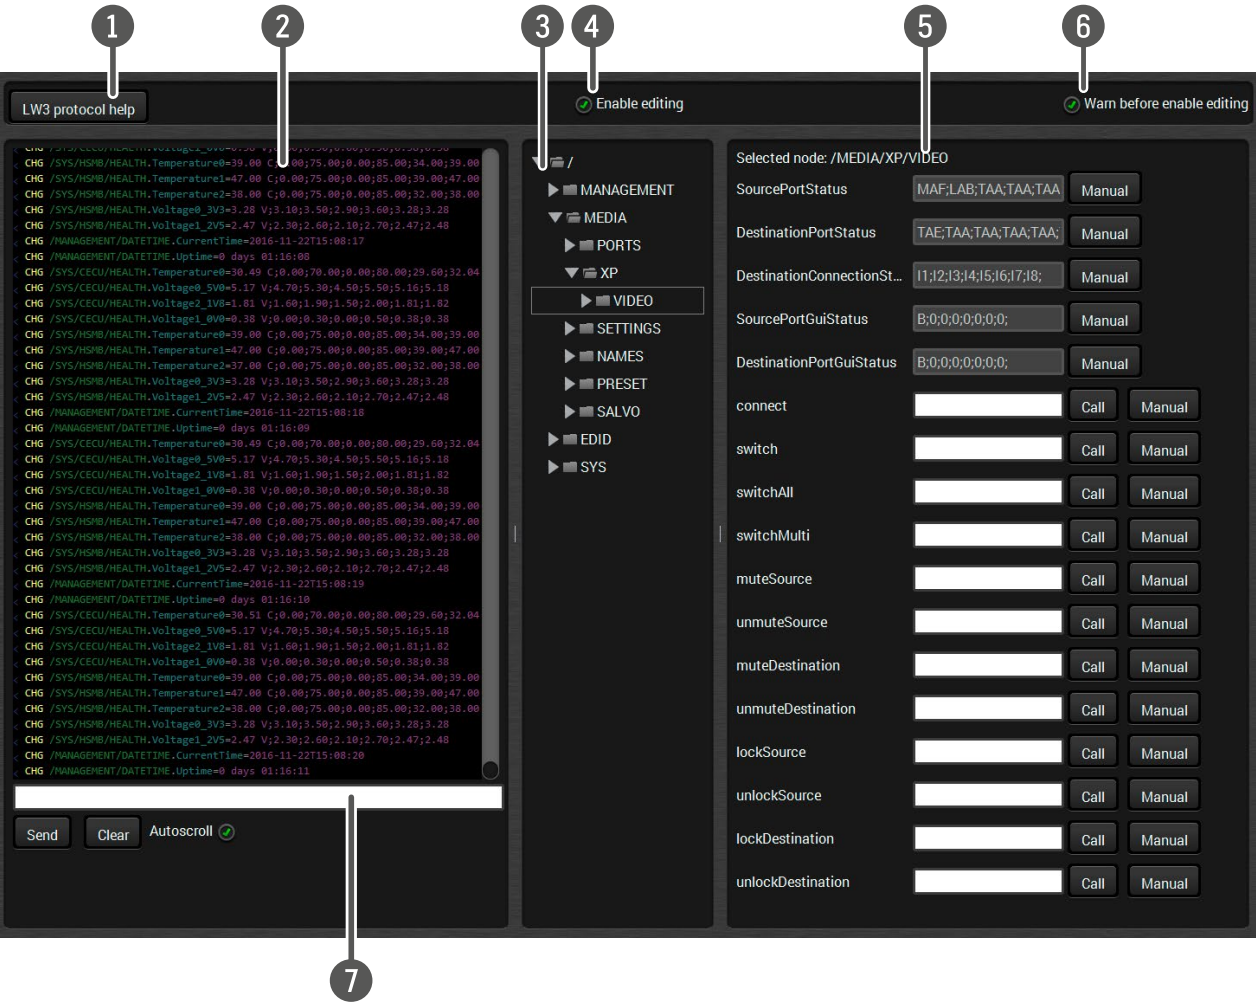 1 2 3 4 5 6
LW3 protocol help
Enable editing
Warn before enable editing
CHG /SYS/HSMB/HEALTH.Temperature0=39.00 C;0.00;75.00;0.00;85.00;34.00;39.00
CHG /SYS/HSMB/HEALTH.Temperature1=47.00 C;0.00;75.00;0.00;85.00;39.00;47.00
CHG /SYS/HSMB/HEALTH.Temperature2=38.00 C;0.00;75.00;0.00;85.00;32.00;38.00
CHG /SYS/HSMB/HEALTH.Voltage0_3V3=3.28 V;3.10;3.50;2.90;3.60;3.28;3.28
CHG /SYS/HSMB/HEALTH.Voltage1_2V5=2.47 V;2.30;2.60;2.10;2.70;2.47;2.48
CHG /MANAGEMENT/DATETIME.CurrentTime=2016-11-22T15:08:17
CHG /MANAGEMENT/DATETIME.Uptime=0 days 01:16:08
CHG /SYS/CECU/HEALTH.Temperature0=30.49 C;0.00;70.00;0.00;80.00;29.60;32.04
CHG /SYS/CECU/HEALTH.Voltage0_5V0=5.17 V;4.70;5.30;4.50;5.50;5.16;5.18
CHG /SYS/CECU/HEALTH.Voltage2_1V8=1.81 V;1.60;1.90;1.50;2.00;1.81;1.82
CHG /SYS/CECU/HEALTH.Voltage1_0V0=0.38 V;0.00;0.30;0.00;0.50;0.38;0.38
CHG /SYS/HSMB/HEALTH.Temperature0=39.00 C;0.00;75.00;0.00;85.00;34.00;39.00
CHG /SYS/HSMB/HEALTH.Temperature1=47.00 C;0.00;75.00;0.00;85.00;39.00;47.00
CHG /SYS/HSMB/HEALTH.Temperature2=37.00 C;0.00;75.00;0.00;85.00;32.00;38.00
CHG /SYS/HSMB/HEALTH.Voltage0_3V3=3.28 V;3.10;3.50;2.90;3.60;3.28;3.28
CHG /SYS/HSMB/HEALTH.Voltage1_2V5=2.47 V;2.30;2.60;2.10;2.70;2.47;2.48
CHG /MANAGEMENT/DATETIME.CurrentTime=2016-11-22T15:08:18
CHG /MANAGEMENT/DATETIME.Uptime=0 days 01:16:09
CHG /SYS/CECU/HEALTH.Temperature0=30.49 C;0.00;70.00;0.00;80.00;29.60;32.04
CHG /SYS/CECU/HEALTH.Voltage0_5V0=5.17 V;4.70;5.30;4.50;5.50;5.16;5.18
CHG /SYS/CECU/HEALTH.Voltage2_1V8=1.81 V;1.60;1.90;1.50;2.00;1.81;1.82
CHG /SYS/CECU/HEALTH.Voltage1_0V0=0.38 V;0.00;0.30;0.00;0.50;0.38;0.38
CHG /SYS/HSMB/HEALTH.Temperature0=39.00 C;0.00;75.00;0.00;85.00;34.00;39.00
CHG /SYS/HSMB/HEALTH.Temperature1=47.00 C;0.00;75.00;0.00;85.00;39.00;47.00
CHG /SYS/HSMB/HEALTH.Temperature2=38.00 C;0.00;75.00;0.00;85.00;32.00;38.00
CHG /SYS/HSMB/HEALTH.Voltage0_3V3=3.28 V;3.10;3.50;2.90;3.60;3.28;3.28
CHG /SYS/HSMB/HEALTH.Voltage1_2V5=2.47 V;2.30;2.60;2.10;2.70;2.47;2.48
CHG /MANAGEMENT/DATETIME.CurrentTime=2016-11-22T15:08:19
CHG /MANAGEMENT/DATETIME.Uptime=0 days 01:16:10
CHG /SYS/CECU/HEALTH.Temperature0=30.51 C;0.00;70.00;0.00;80.00;29.60;32.04
CHG /SYS/CECU/HEALTH.Voltage0_5V0=5.17 V;4.70;5.30;4.50;5.50;5.16;5.18
CHG /SYS/CECU/HEALTH.Voltage2_1V8=1.81 V;1.60;1.90;1.50;2.00;1.81;1.82
CHG /SYS/CECU/HEALTH.Voltage1_0V0=0.38 V;0.00;0.30;0.00;0.50;0.38;0.38
CHG /SYS/HSMB/HEALTH.Temperature0=39.00 C;0.00;75.00;0.00;85.00;34.00;39.00
CHG /SYS/HSMB/HEALTH.Temperature1=47.00 C;0.00;75.00;0.00;85.00;39.00;47.00
CHG /SYS/HSMB/HEALTH.Temperature2=38.00 C;0.00;75.00;0.00;85.00;32.00;38.00
CHG /SYS/HSMB/HEALTH.Voltage0_3V3=3.28 V;3.10;3.50;2.90;3.60;3.28;3.28
CHG /SYS/HSMB/HEALTH.Voltage1_2V5=2.47 V;2.30;2.60;2.10;2.70;2.47;2.48
CHG /MANAGEMENT/DATETIME.CurrentTime=2016-11-22T15:08:20
CHG /MANAGEMENT/DATETIME.Uptime=0 days 01:16:11
Send Clear Autoscroll
/
MANAGEMENT
MEDIA
PORTS
XP
VIDEO
SETTINGS
NAMES
PRESET
SALVO
EDID
SYS
Selected node: /MEDIA/XP/VIDEO
SourcePortStatus MAF;LAB;TAA;TAA;TAA Manual
DestinationPortStatus TAE;TAA;TAA;TAA;TAA; Manual
DestinationConnectionSt... I1;I2;I3;I4;I5;I6;I7;I8; Manual
SourcePortGuiStatus B;0;0;0;0;0;0;0; Manual
DestinationPortGuiStatus B;0;0;0;0;0;0;0; Manual
connect Call Manual
switch Call Manual
switchAll Call Manual
switchMulti Call Manual
muteSource Call Manual
unmuteSource Call Manual
muteDestination Call Manual
unmuteDestination Call Manual
lockSource Call Manual
unlockSource Call Manual
lockDestination Call Manual
unlockDestination Call Manual
7